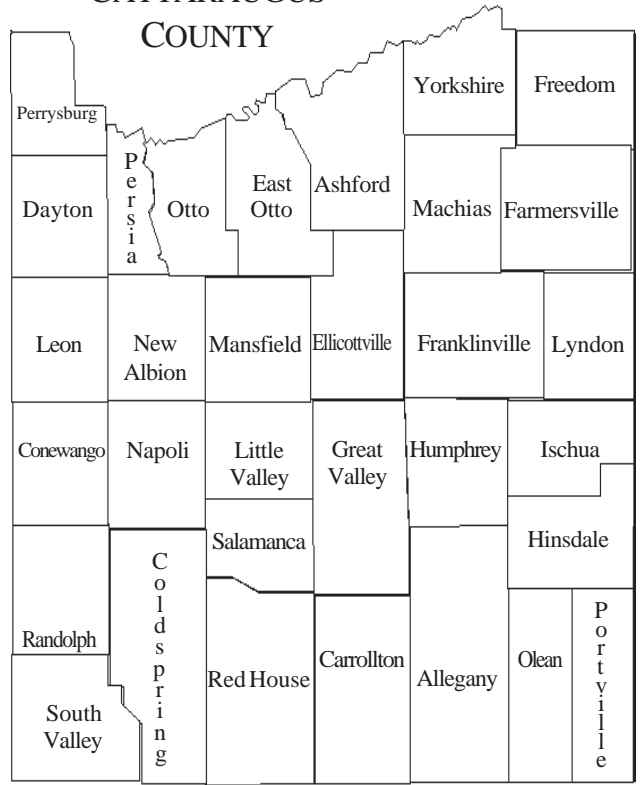 CATTARAUGUS
COUNTY
Yorkshire
Freedom
Perrysburg
Persia
Dayton
Otto
East
Otto
Ashford
Machias
Farmersville
Leon
New
Albion
Mansfield
Ellicottville
Franklinville
Lyndon
Conewango
Napoli
Little
Valley
Great
Valley
Humphrey
Ischua
Salamanca
Hinsdale
Coldspring
Randolph
Red House
Carrollton
Allegany
Olean
Portville
South
Valley